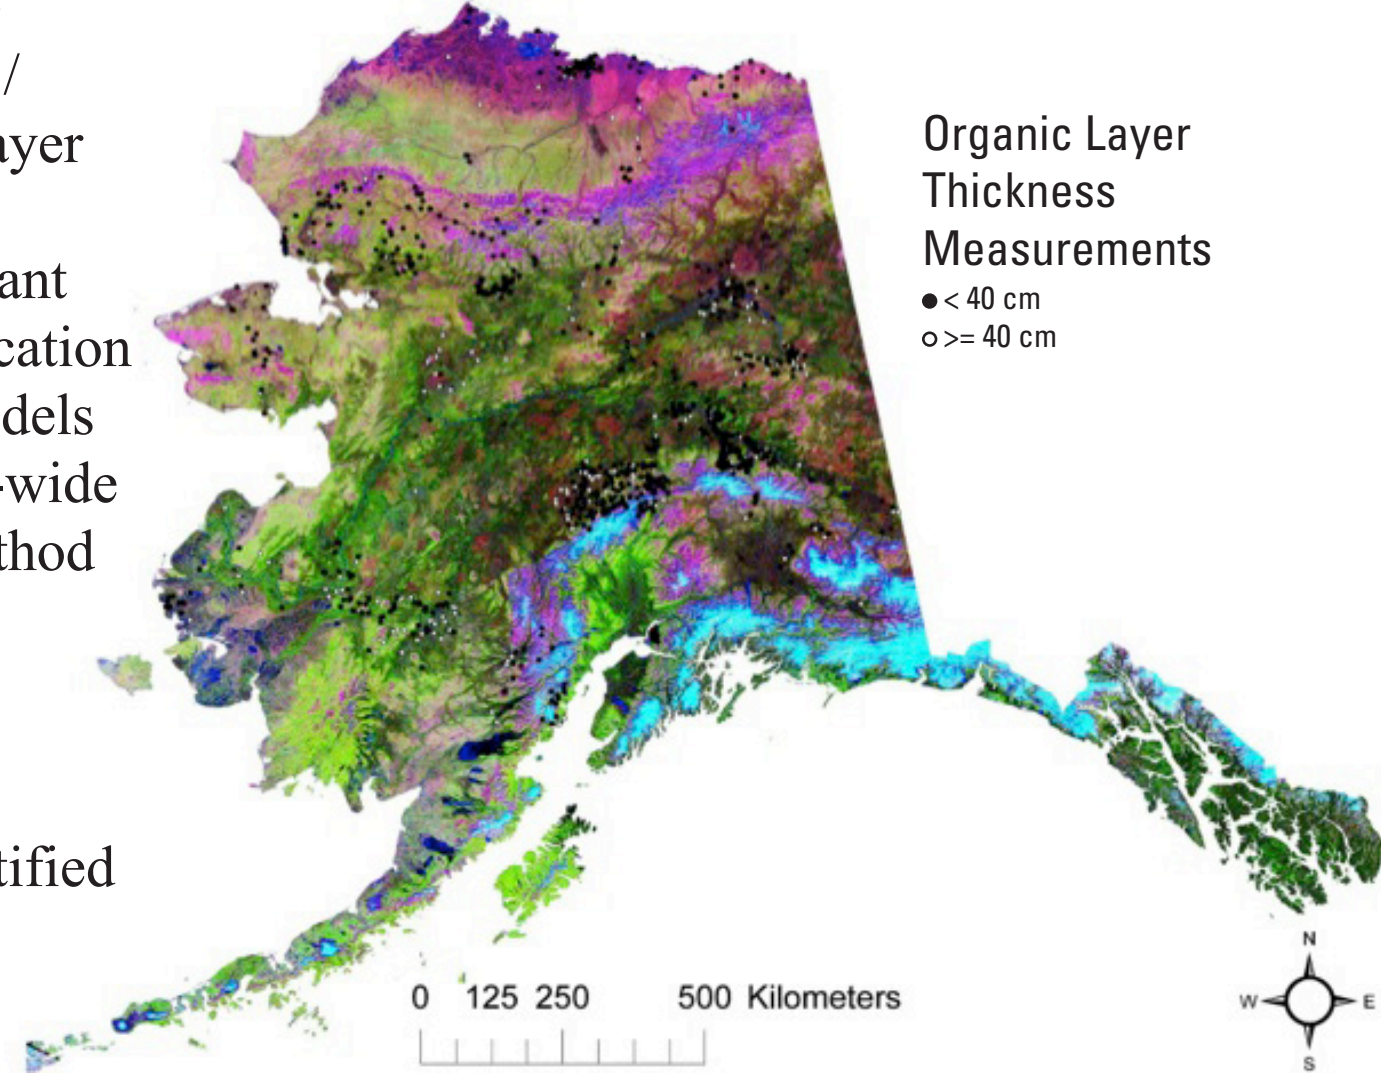 /
ayer
ant
cation
dels
-wide
thod
tified
Organic Layer
Thickness
Measurements
< 40 cm
>= 40 cm
0 125 250 500 Kilometers
N
W E
S